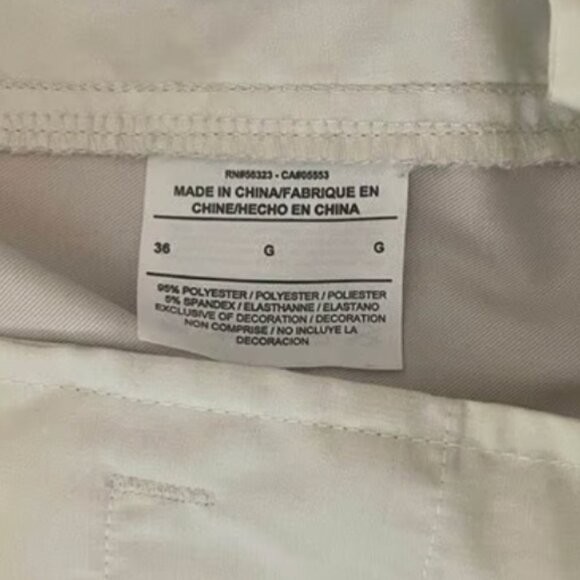 RN#56323 - CA#05553
MADE IN CHINA/FABRIQUE EN
CHINE/HECHO EN CHINA
36 G G
95% POLYESTER / POLYESTER / POLIESTER
5% SPANDEX / ELASTHANNE / ELASTANO
EXCLUSIVE OF DECORATION / DECORATION
NON COMPRISE / NO INCLUYE LA
DECORACION